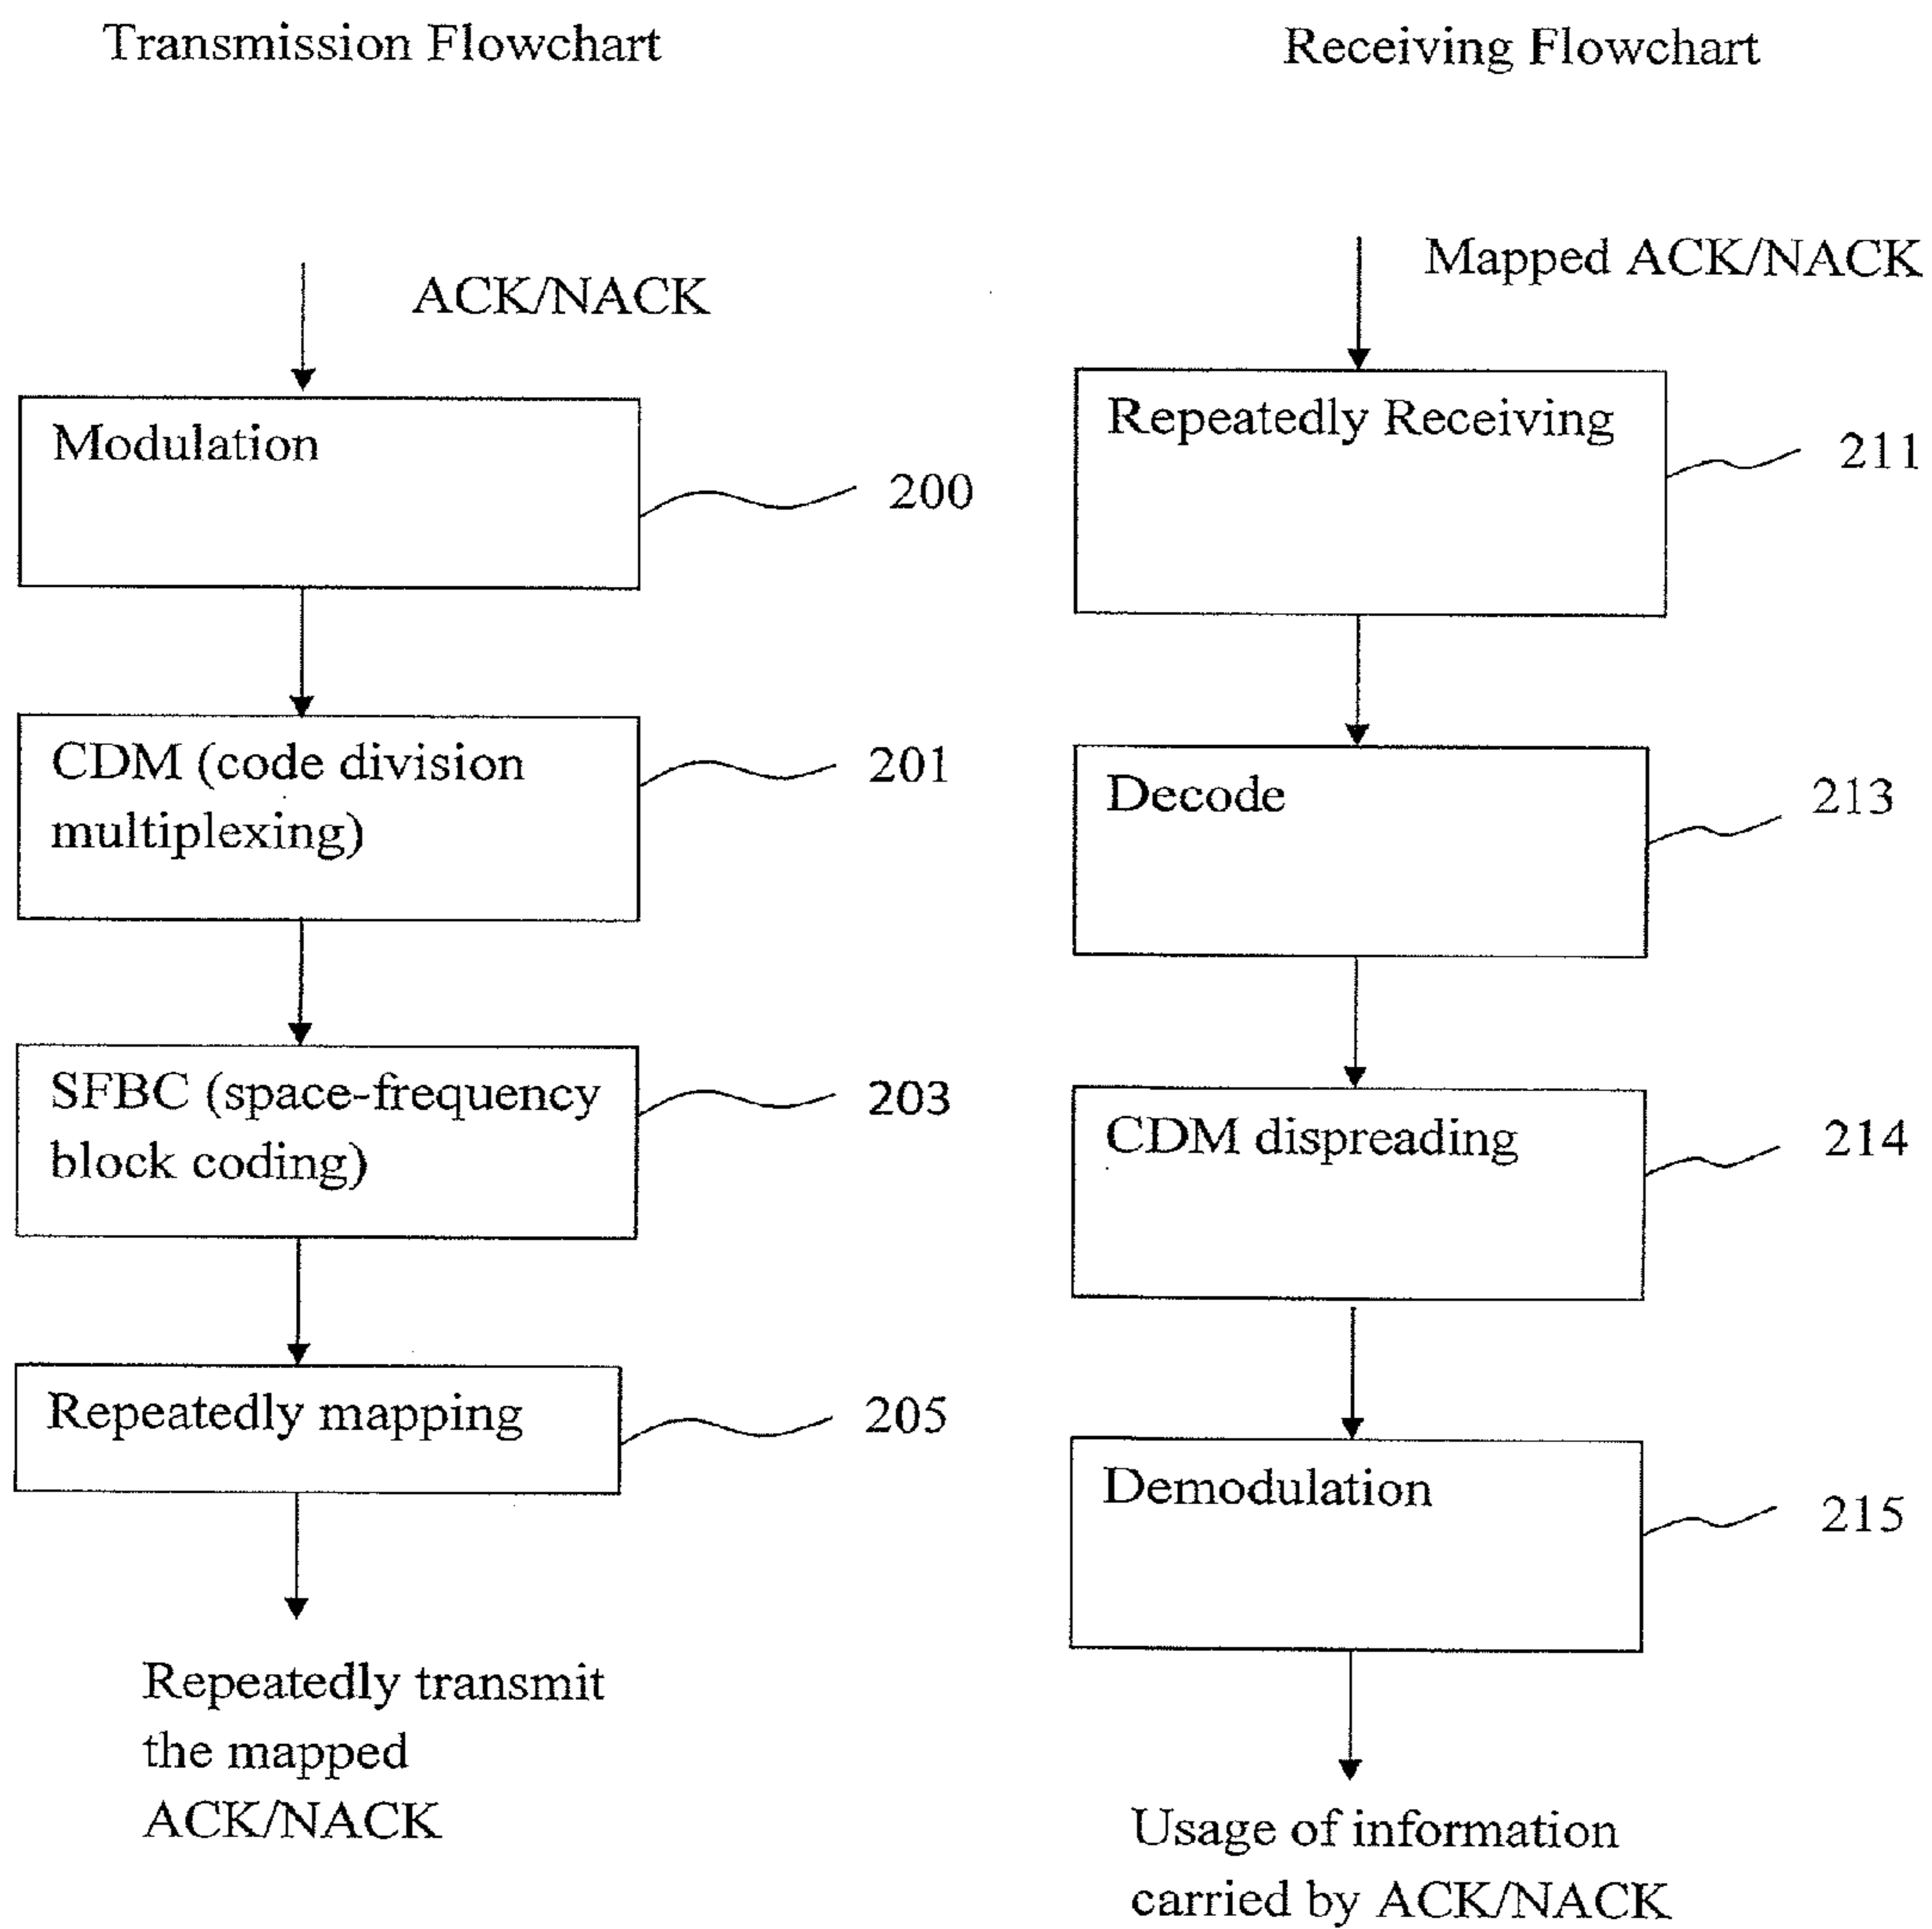 Transmission Flowchart
ACK/NACK
Modulation
200
CDM (code division
multiplexing)
201
SFBC (space-frequency
block coding)
203
Repeatedly mapping
205
Repeatedly transmit
the mapped
ACK/NACK
Receiving Flowchart
Mapped ACK/NACK
Repeatedly Receiving
211
Decode
213
CDM dispreading
214
Demodulation
215
Usage of information
carried by ACK/NACK